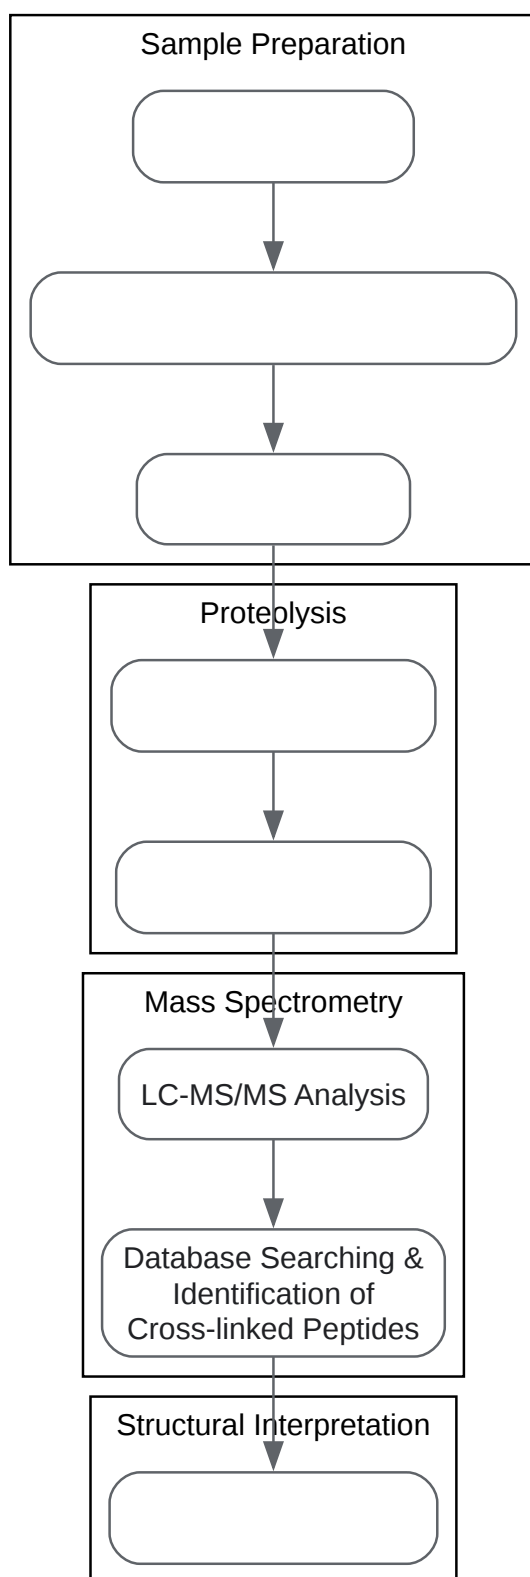 Sample Preparation
Proteolysis
Mass Spectrometry
LC-MS/MS Analysis
Database Searching &
Identification of
Cross-linked Peptides
Structural Interpretation